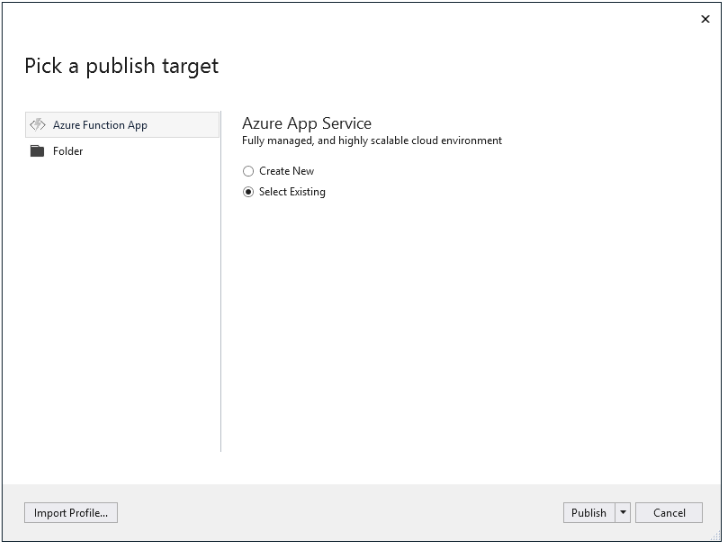 Pick a publish target
Azure Function App
Folder
Azure App Service
Fully managed, and highly scalable cloud environment
Create New
Select Existing
Import Profile...
Publish
Cancel